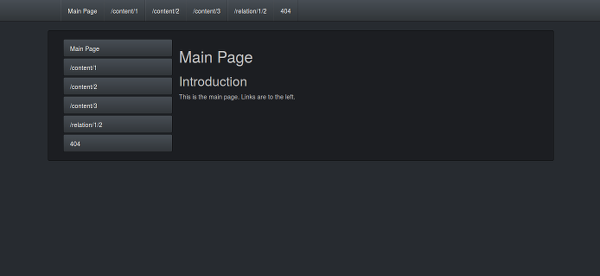 Main Page /content/1 /content/2 /content/3 /relation/1/2 404
Main Page
/content/1
/content/2
/content/3
/relation/1/2
404
Main Page
Introduction
This is the main page. Links are to the left.